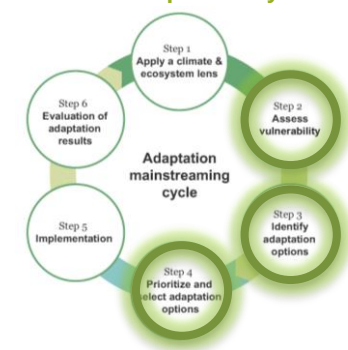 Step 1
Apply a climate &
ecosystem lens
Step 2
Assess
vulnerability
Step 3
Identify
adaptation
options
Step 4
Prioritize and
select adaptation
options
Step 5
Implementation
Step 6
Evaluation of
adaptation
results
Adaptation
mainstreaming
cycle